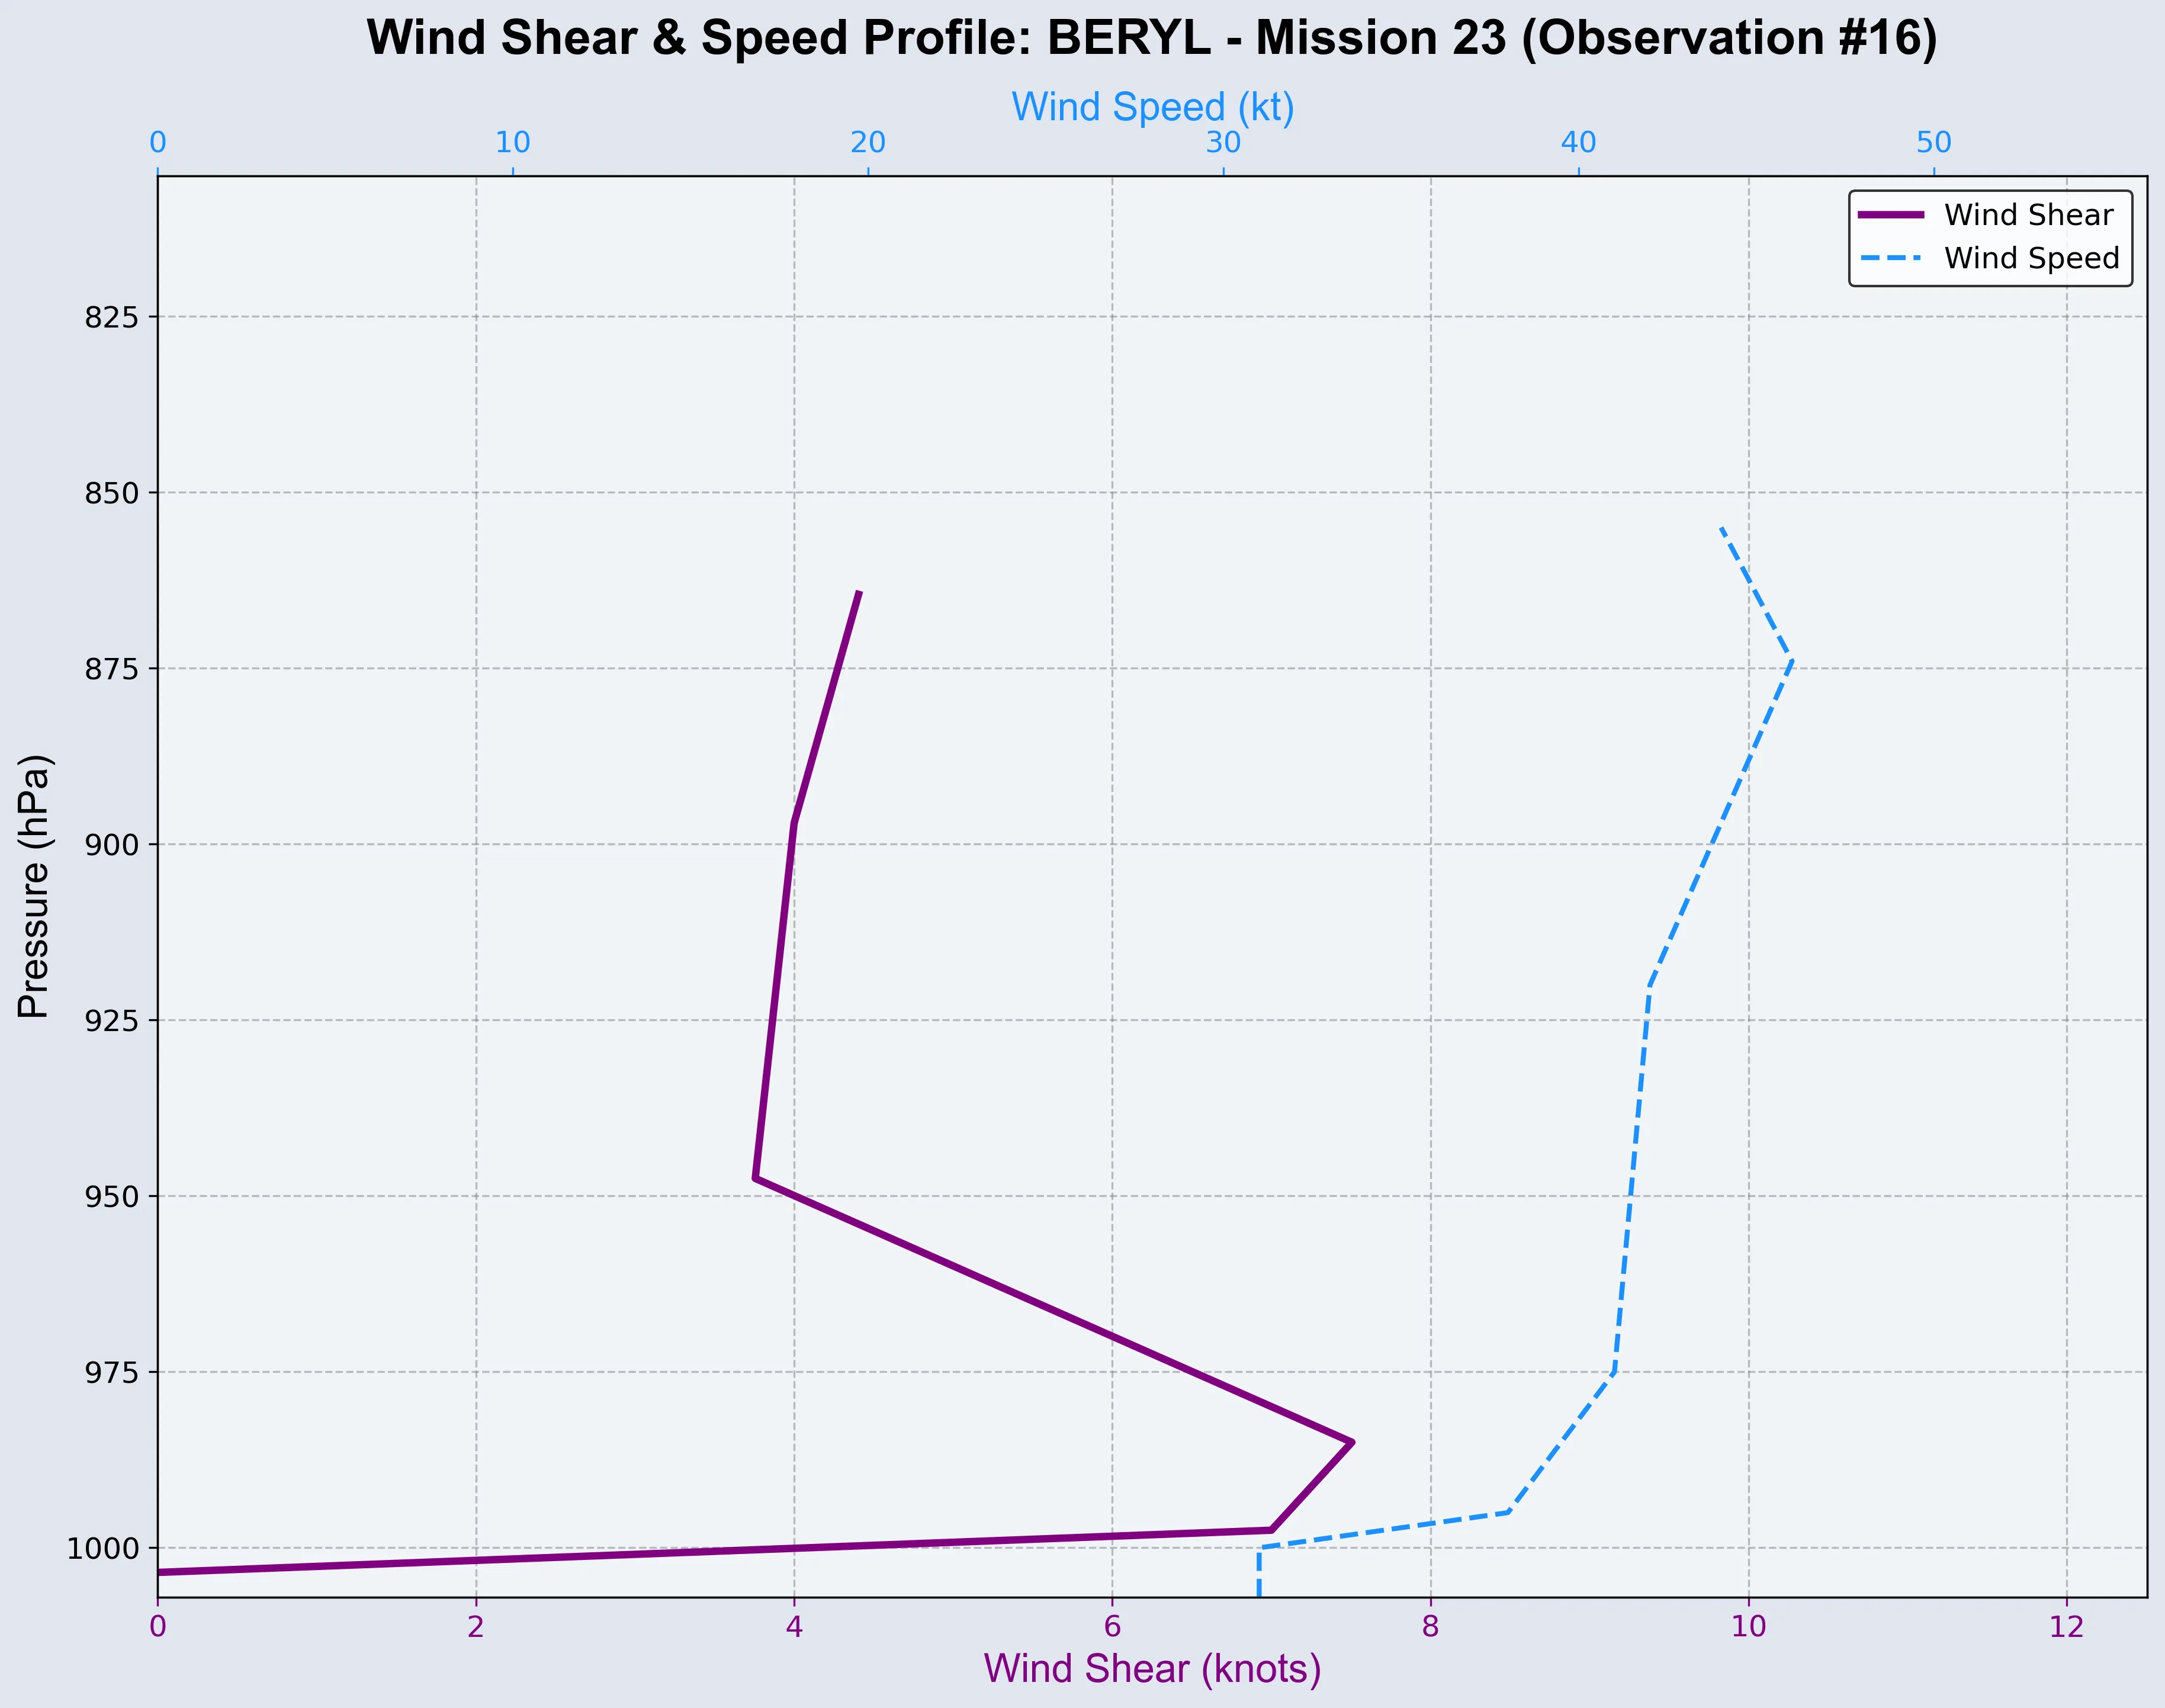 Wind Shear & Speed Profile: BERYL - Mission 23 (Observation #16)
Wind Speed (kt)
0 10 20 30 40 50
Wind Shear
Wind Speed
825
850
875
900
925
950
975
1000
Pressure (hPa)
0 2 4 6 8 10 12
Wind Shear (knots)